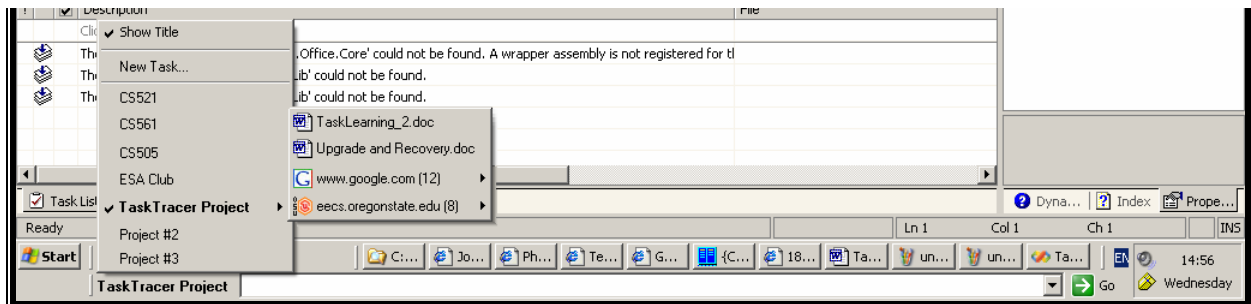 ! Description File
Clic
The .Office.Core' could not be found. A wrapper assembly is not registered for tl
The Lib' could not be found.
The Lib' could not be found.
Show Title
New Task...
CS521
CS561
CS505
ESA Club
TaskTracer Project
Project #2
Project #3
TaskLearning_2.doc
Upgrade and Recovery.doc
www.google.com (12)
eecs.oregonstate.edu (8)
Task List
Dyna... Index Prope...
Ready Ln 1 Col 1 Ch 1 INS
Start C:... Jo... Ph... Te... G... {C... 18... Ta... un... un... Ta... EN 14:56
TaskTracer Project Go Wednesday